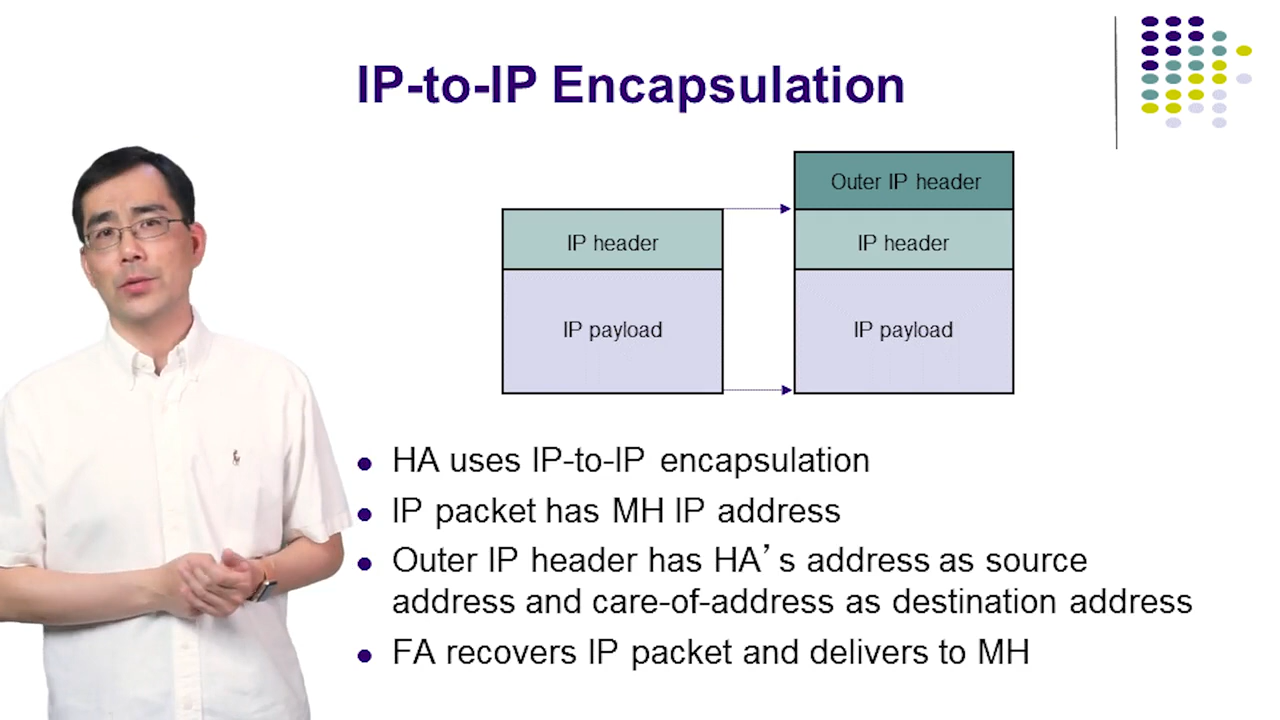 IP-to-IP Encapsulation
Outer IP header
IP header
IP header
IP payload
IP payload
HA uses IP-to-IP encapsulation
IP packet has MH IP address
Outer IP header has HA’s address as source
address and care-of-address as destination address
FA recovers IP packet and delivers to MH